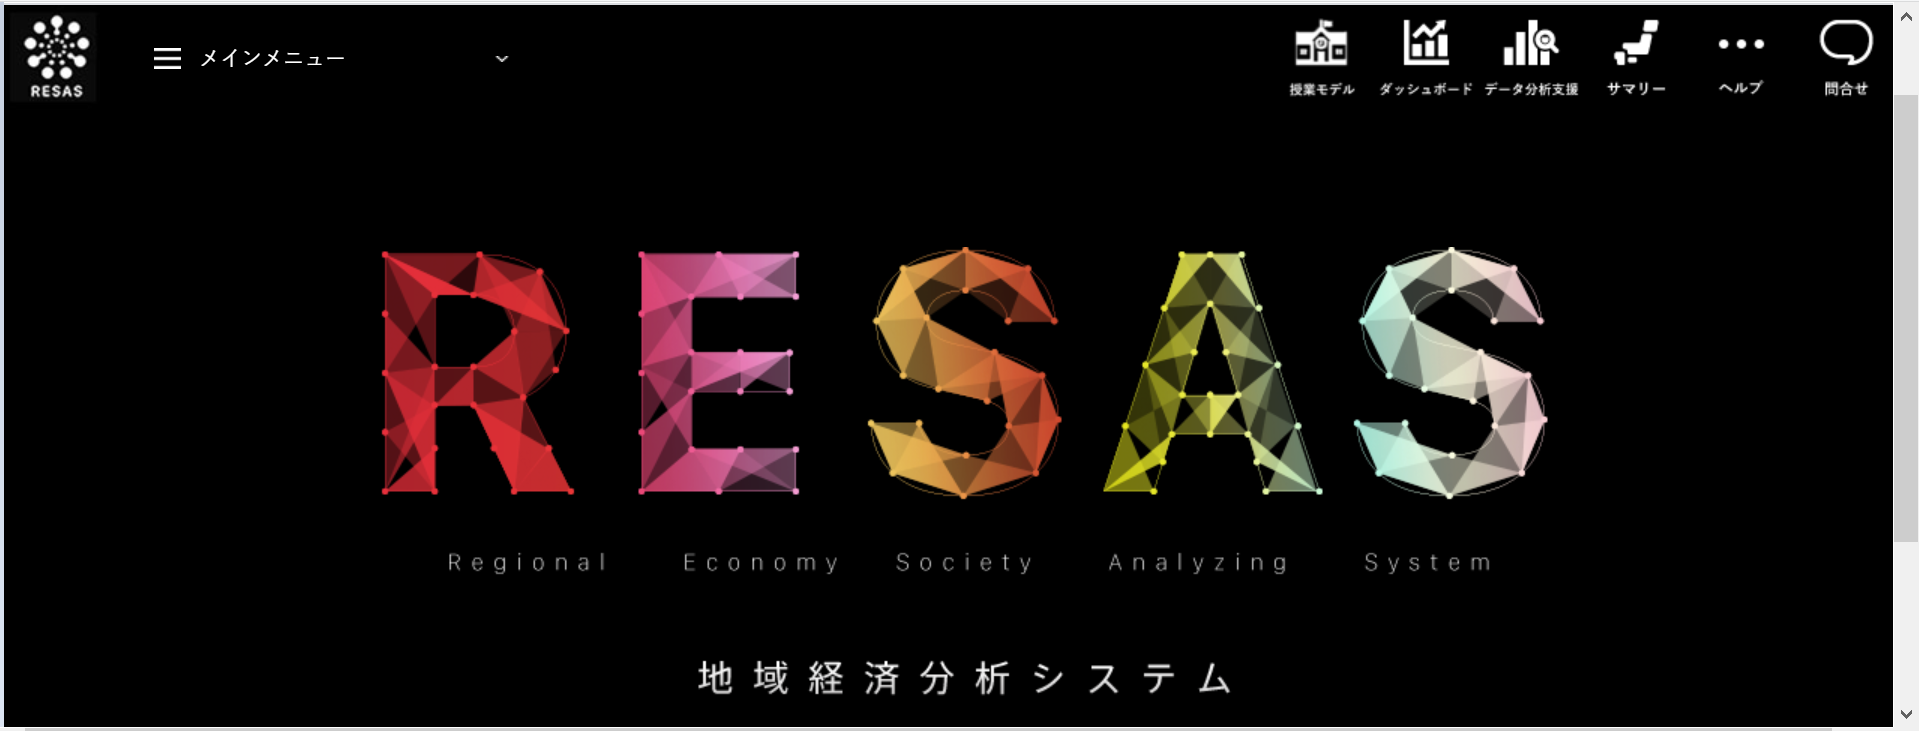 RESAS
メインメニュー
授業モデル ダッシュボード データ分析支援 サマリー ヘルプ 問合せ
RESAS
Regional Economy Society Analyzing System
地域経済分析システム